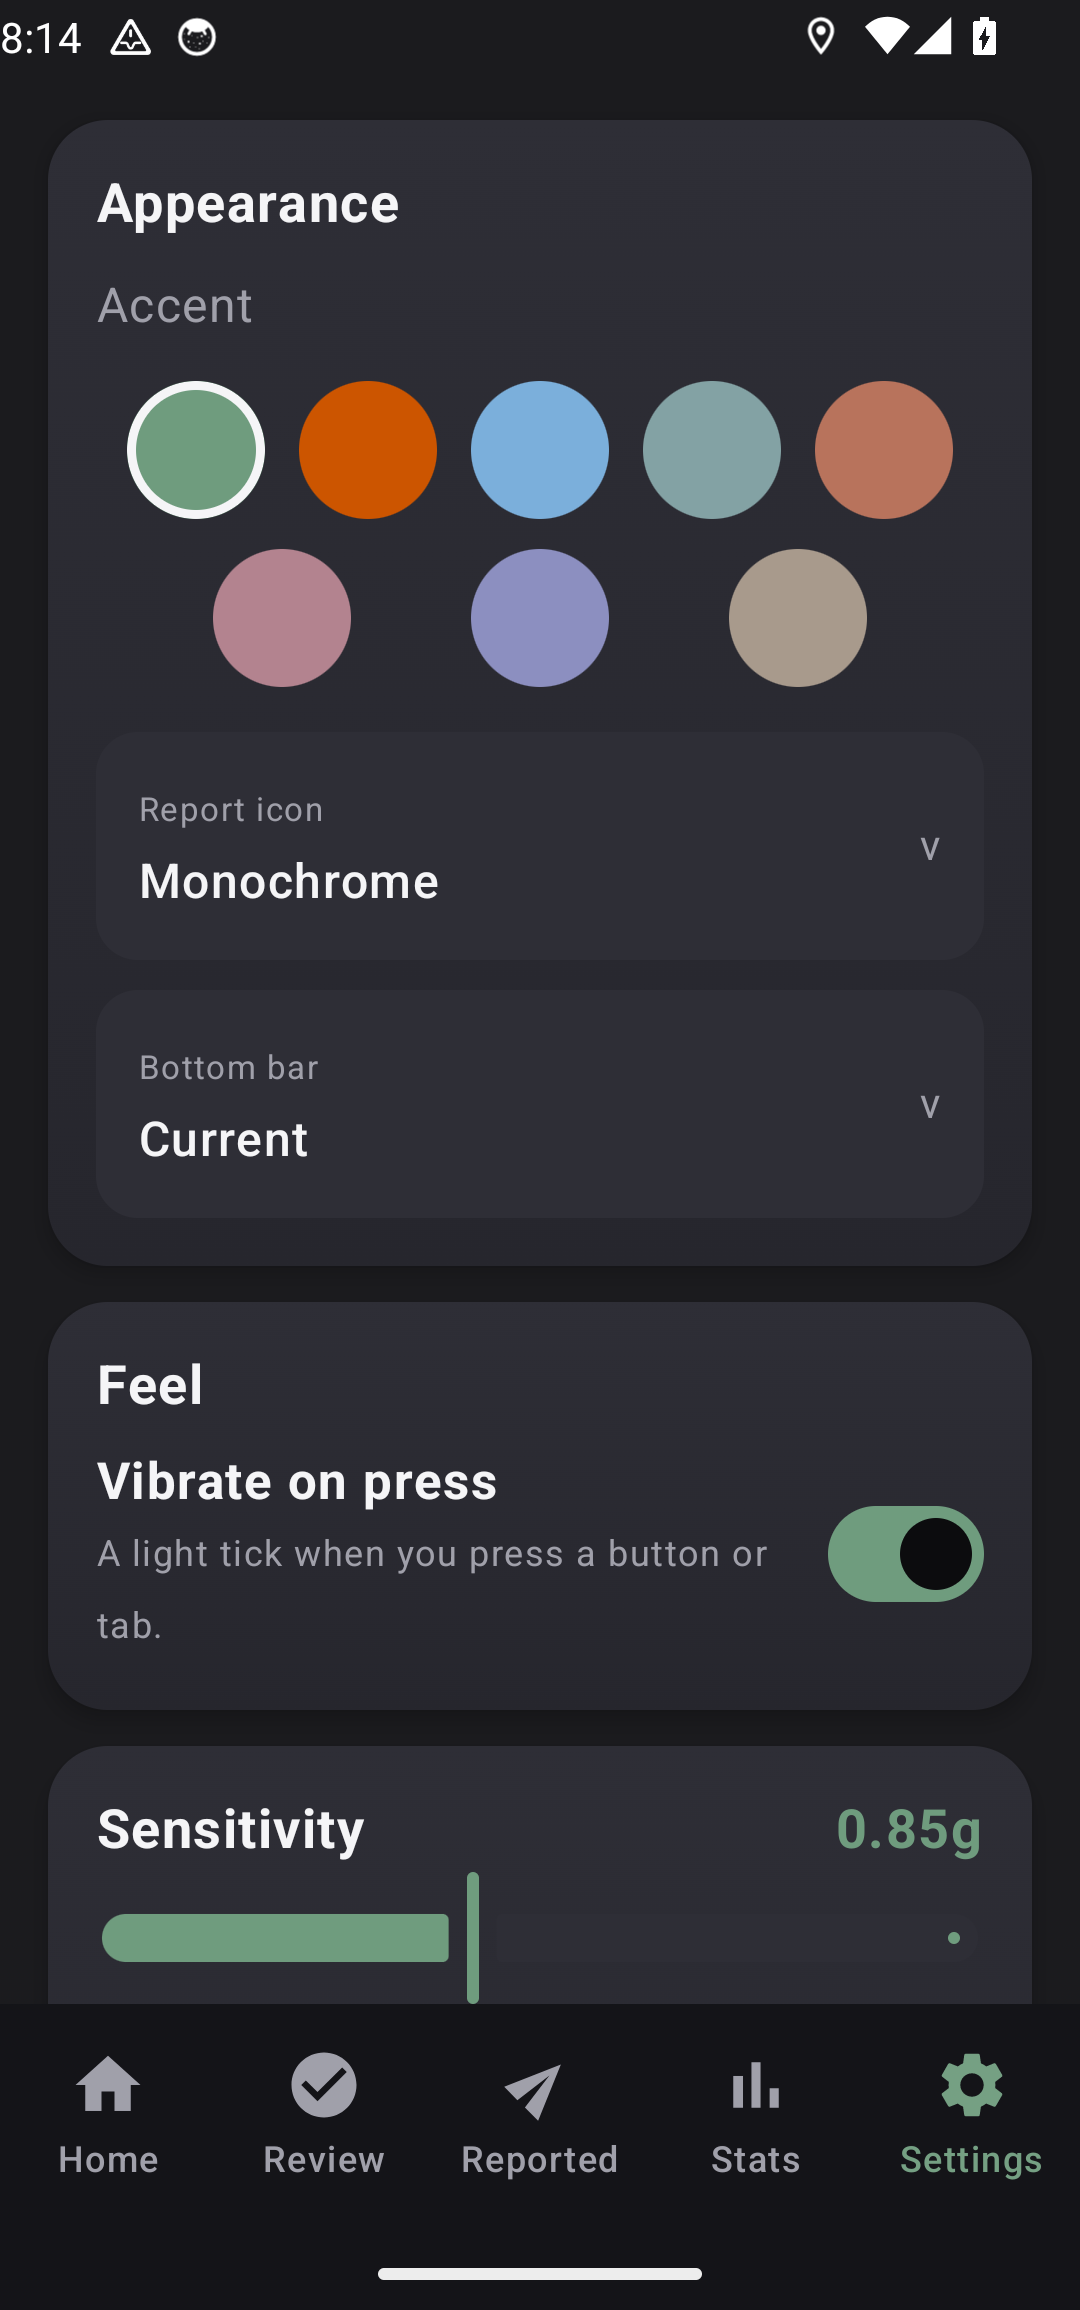 8:14
Appearance
Accent
Report icon
Monochrome
v
Bottom bar
Current
v
Feel
Vibrate on press
A light tick when you press a button or
tab.
Sensitivity
0.85g
Home
Review
Reported
Stats
Settings